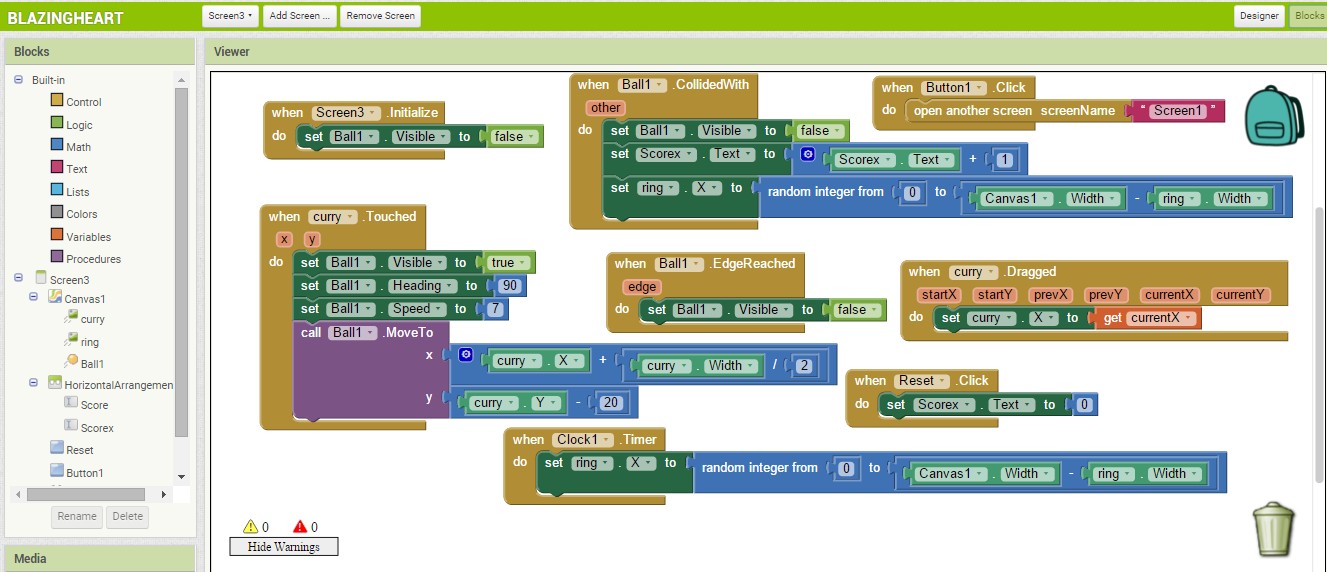 BLAZINGHEART
Screen3 Add Screen ... Remove Screen
Designer Blocks
Blocks
Built-in
Control
Logic
Math
Text
Lists
Colors
Variables
Procedures
Screen3
Canvas1
curry
ring
Ball1
HorizontalArrangemen
Score
Scorex
Reset
Button1
Rename Delete
Media
Viewer
when Screen3 .Initialize
do set Ball1 . Visible to false
when Ball1 .CollidedWith
other
do set Ball1 . Visible to false
set Scorex . Text to Scorex . Text + 1
set ring . X to random integer from 0 to Canvas1 . Width - ring . Width
when Button1 .Click
do open another screen screenName " Screen1 "
when curry .Touched
x y
do set Ball1 . Visible to true
set Ball1 . Heading to 90
set Ball1 . Speed to 7
call Ball1 .MoveTo
x curry . X + curry . Width / 2
y curry . Y - 20
when Ball1 .EdgeReached
edge
do set Ball1 . Visible to false
when curry .Dragged
startX startY prevX prevY currentX currentY
do set curry . X to get currentX
when Reset .Click
do set Scorex . Text to 0
when Clock1 .Timer
do set ring . X to random integer from 0 to Canvas1 . Width - ring . Width
0 0
Hide Warnings